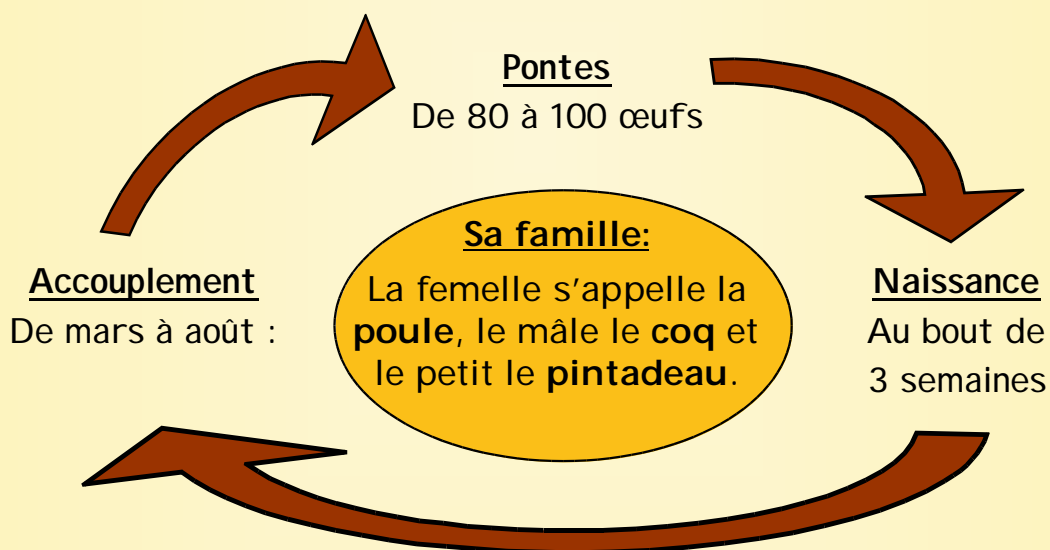 Pontes
De 80 à 100 œufs
Sa famille:
La femelle s’appelle la
poule, le mâle le coq et
le petit le pintadeau.
Accouplement
De mars à août :
Naissance
Au bout de
3 semaines